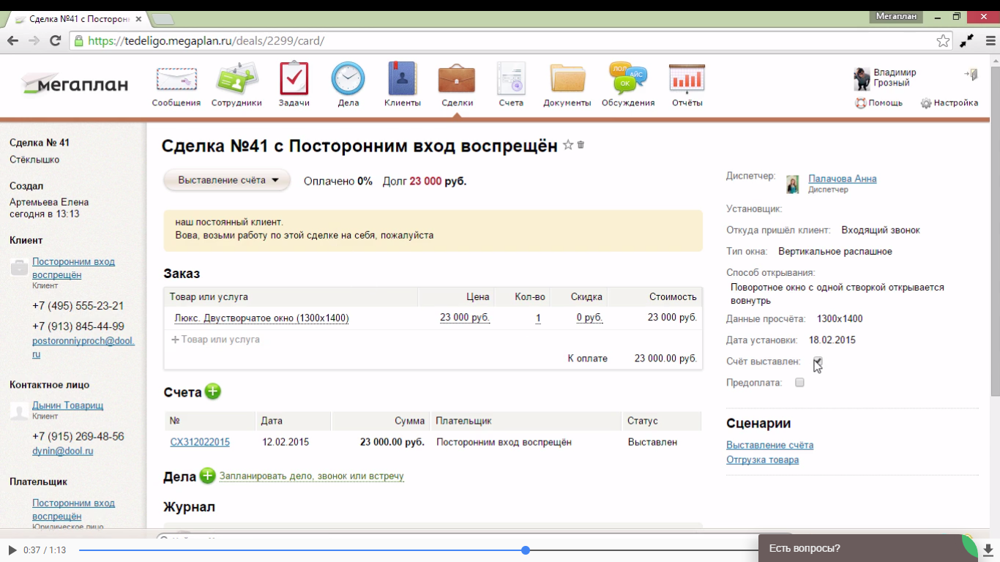 Сделка №41 с Посторонн
Мегаплан
https://tedeligo.megaplan.ru/deals/2299/card/
мегаплан
Сообщения
Сотрудники
Задачи
Дела
Клиенты
Сделки
Счета
Документы
ЛОЛ
АЙС
ОК
Обсуждения
Отчёты
Владимир
Грозный
Помощь
Настройка
Сделка № 41
Стёклышко
Создал
Артемьева Елена
сегодня в 13:13
Клиент
Посторонним вход
воспрещён
Клиент
+7 (495) 555-23-21
+7 (913) 845-44-99
postoronniyproch@dool.
ru
Контактное лицо
Дынин Товарищ
Клиент
+7 (915) 269-48-56
dynin@dool.ru
Плательщик
Посторонним вход
воспрещён
Юридическое лицо
Сделка №41 с Посторонним вход воспрещён
Выставление счёта
Оплачено 0% Долг 23 000 руб.
наш постоянный клиент.
Вова, возьми работу по этой сделке на себя, пожалуйста
Заказ
Товар или услуга Цена Кол-во Скидка Стоимость
Люкс. Двустворчатое окно (1300x1400) 23 000 руб. 1 0 руб. 23 000 руб.
+ Товар или услуга
К оплате 23 000.00 руб.
Счета
№ Дата Сумма Плательщик Статус
СХ312022015 12.02.2015 23 000.00 руб. Посторонним вход воспрещён Выставлен
Дела Запланировать дело, звонок или встречу
Журнал
Диспетчер: Палачова Анна
Диспетчер
Установщик:
Откуда пришёл клиент: Входящий звонок
Тип окна: Вертикальное распашное
Способ открывания:
Поворотное окно с одной створкой открывается
вовнутрь
Данные просчёта: 1300x1400
Дата установки: 18.02.2015
Счёт выставлен:
Предоплата:
Сценарии
Выставление счёта
Отгрузка товара
0:37 / 1:13
Есть вопросы?